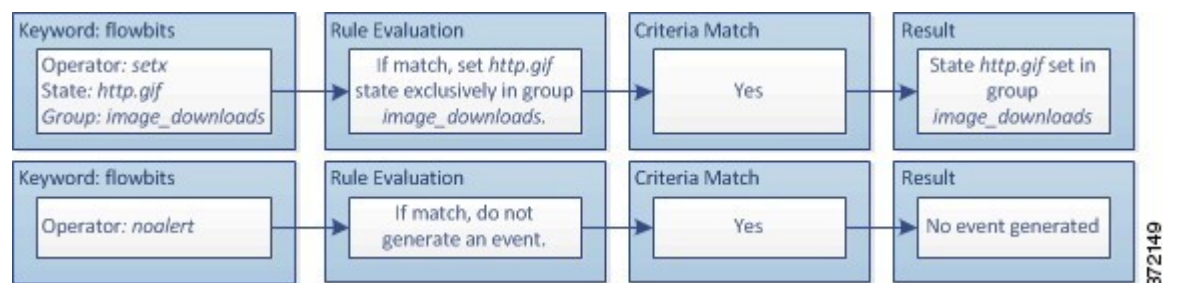 Keyword: flowbits
Operator: setx
State: http.gif
Group: image_downloads
Rule Evaluation
If match, set http.gif
state exclusively in group
image_downloads.
Criteria Match
Yes
Result
State http.gif set in
group
image_downloads
Keyword: flowbits
Operator: noalert
Rule Evaluation
If match, do not
generate an event.
Criteria Match
Yes
Result
No event generated
372149